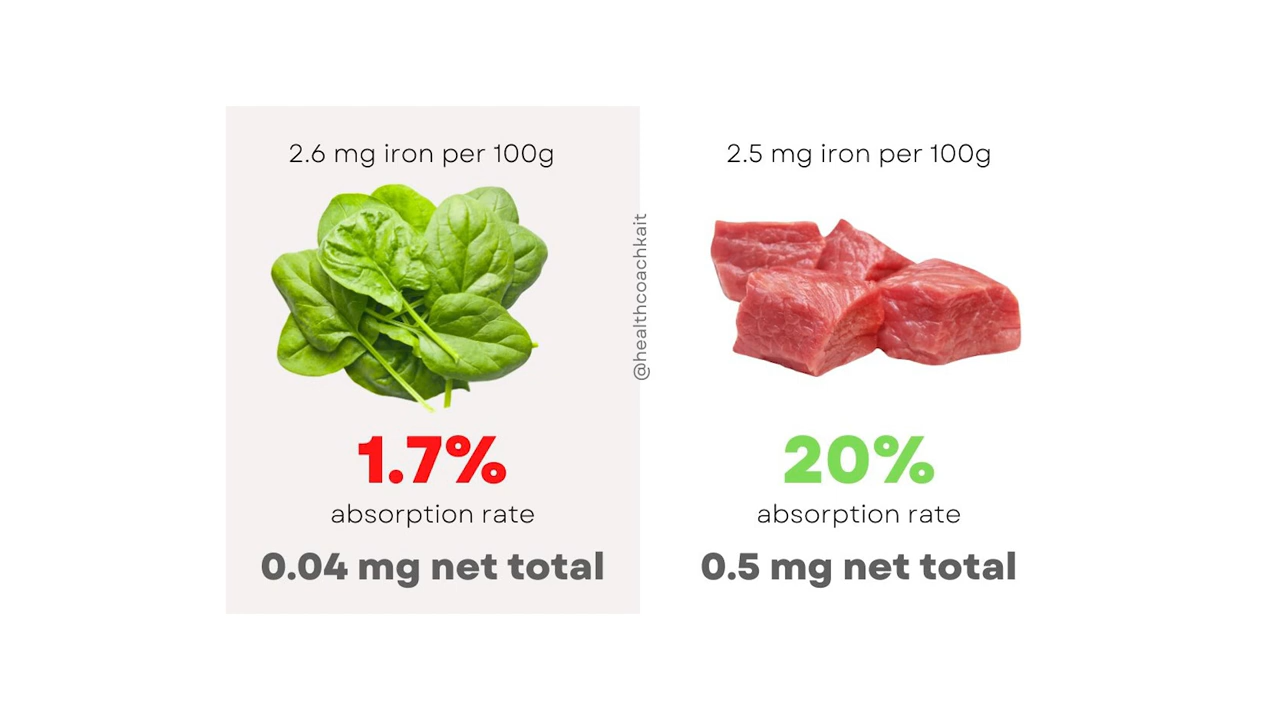 2.6 mg iron per 100g
1.7%
absorption rate
0.04 mg net total
@healthcoachkait
2.5 mg iron per 100g
20%
absorption rate
0.5 mg net total